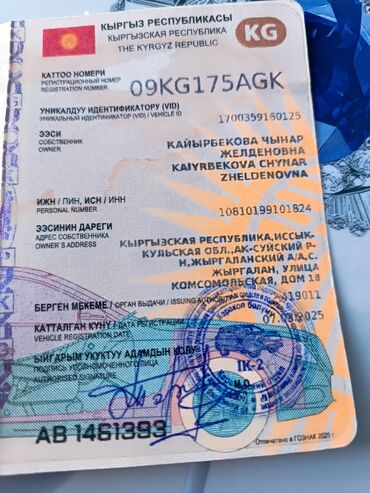 КЫРГЫЗ РЕСПУБЛИКАСЫ
КЫРГЫЗСКАЯ РЕСПУБЛИКА
THE KYRGYZ REPUBLIC
KG
КАТТОО НОМЕРИ
РЕГИСТРАЦИОННЫЙ НОМЕР
REGISTRATION NUMBER
09KG175AGK
УНИКАЛДУУ ИДЕНТИФИКАТОРУ (VID)
УНИКАЛЬНЫЙ ИДЕНТИФИКАТОР (VID) / VEHICLE ID
1700359160125
ЭЭСИ
СОБСТВЕННИК
OWNER
КАЙЫРБЕКОВА ЧЫНАР
ЖЕЛДЕНОВНА
KAIYRBEKOVA CHYNAR
ZHELDENOVNA
ИЖН / ПИН, ИСН / ИНН
PERSONAL NUMBER
10810199101824
ЭЭСИНИН ДАРЕГИ
АДРЕС СОБСТВЕННИКА
OWNER'S ADDRESS
КЫРГЫЗСКАЯ РЕСПУБЛИКА,ИССЫК-
КУЛЬСКАЯ ОБЛ.,АК-СУЙСКИЙ Р-
Н,ЖЫРГАЛАНСКИЙ А/А,С.
ЖЫРГАЛАН, УЛИЦА
КОМСОМОЛЬСКАЯ, ДОМ
БЕРГЕН МЕКЕМЕ / ОРГАН ВЫДАЧИ / ISSUING
КАТТАЛГАН КҮНҮ / ДАТА РЕГИСТРАЦИИ
VEHICLE REGISTRATION DATE
2025
ЫЙГАРЫМ УКУКТУУ АДАМДЫН КОЛУ
ПОДПИСЬ УПОЛНОМОЧЕННОГО ЛИЦА
AUTHORISED SIGNATURE
ІК-2
AB 1461393
Отпечатано в ГОЗНАК 2025 г